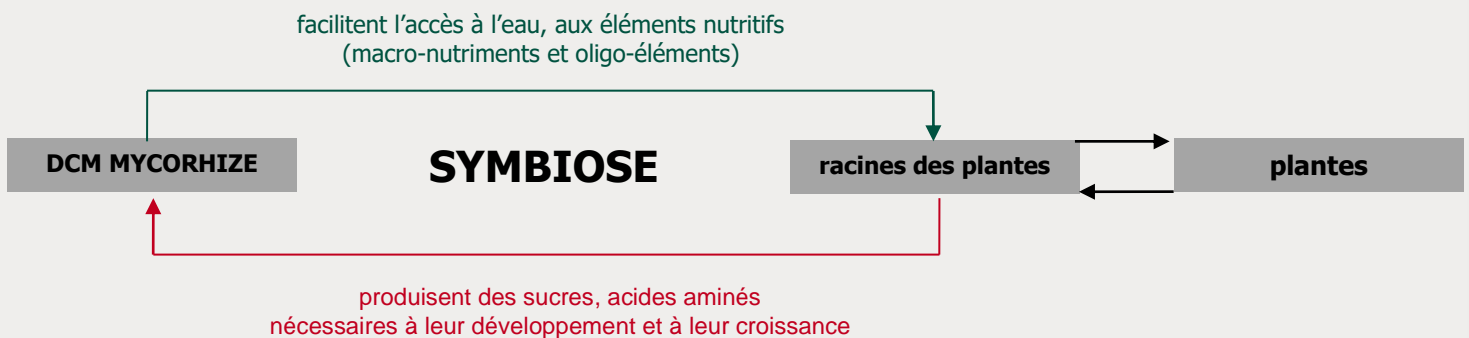 facilitent l’accès à l’eau, aux éléments nutritifs
(macro-nutriments et oligo-éléments)
DCM MYCORHIZE
SYMBIOSE
racines des plantes
plantes
produisent des sucres, acides aminés
nécessaires à leur développement et à leur croissance